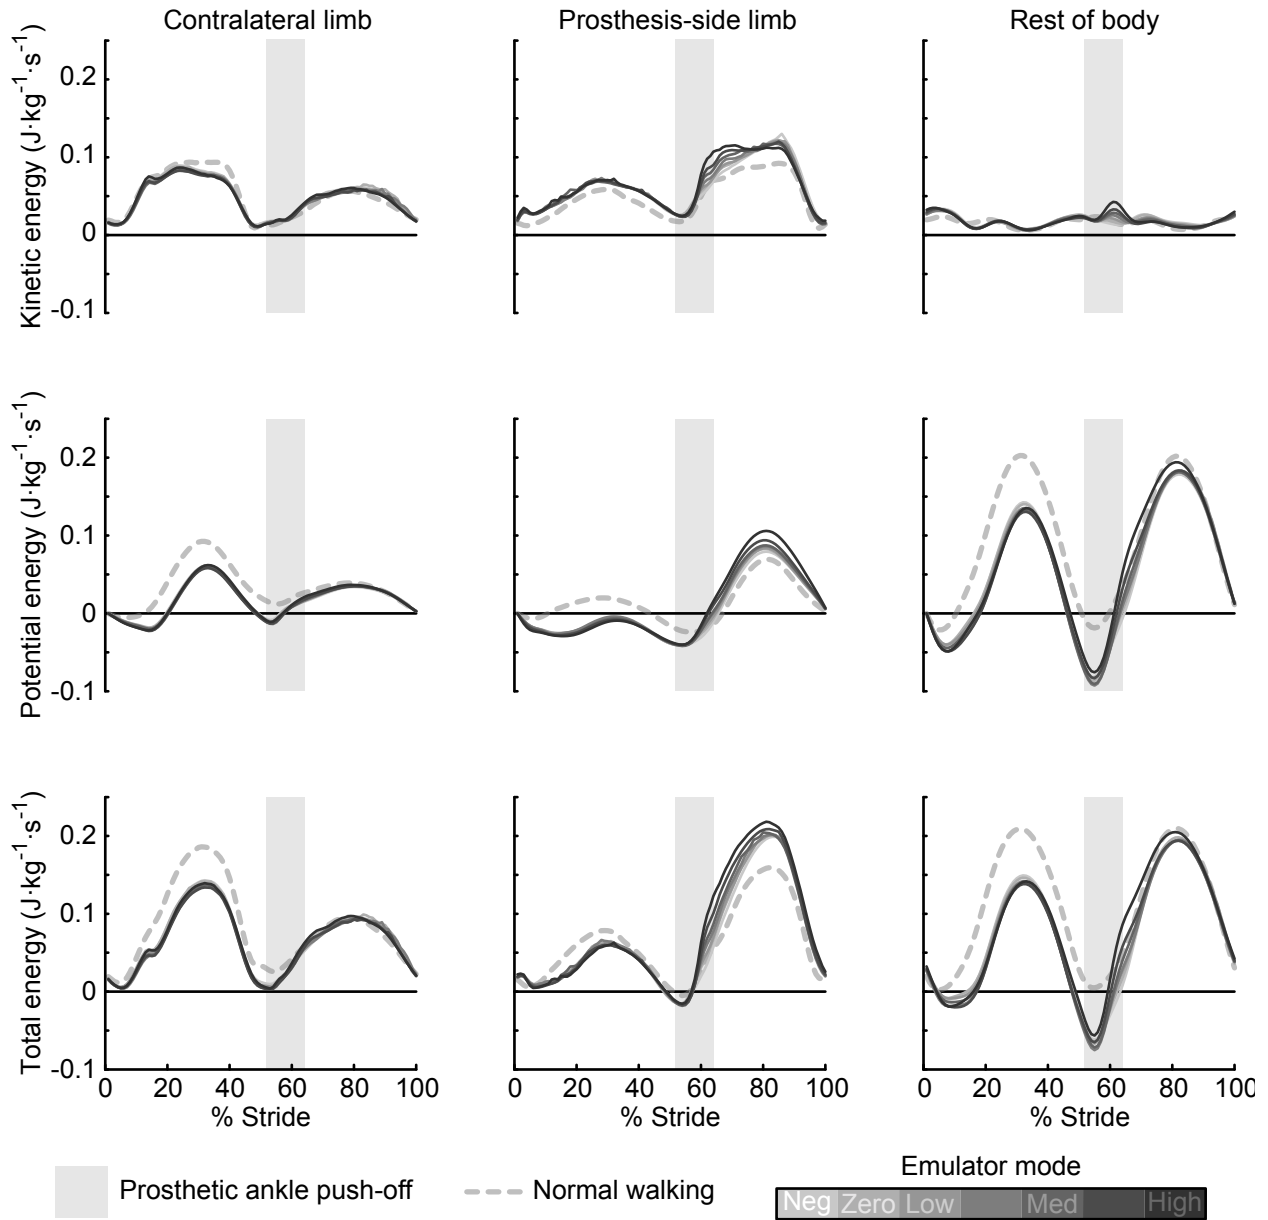 Contralateral limb
Prosthesis-side limb
Rest of body
Kinetic energy (J·kg⁻¹·s⁻¹)
0.2
0.1
0
-0.1
Potential energy (J·kg⁻¹·s⁻¹)
0.2
0.1
0
-0.1
Total energy (J·kg⁻¹·s⁻¹)
0.2
0.1
0
-0.1
0 20 40 60 80 100
0 20 40 60 80 100
0 20 40 60 80 100
% Stride
% Stride
% Stride
Prosthetic ankle push-off
Normal walking
Emulator mode
Neg Zero Low Med High